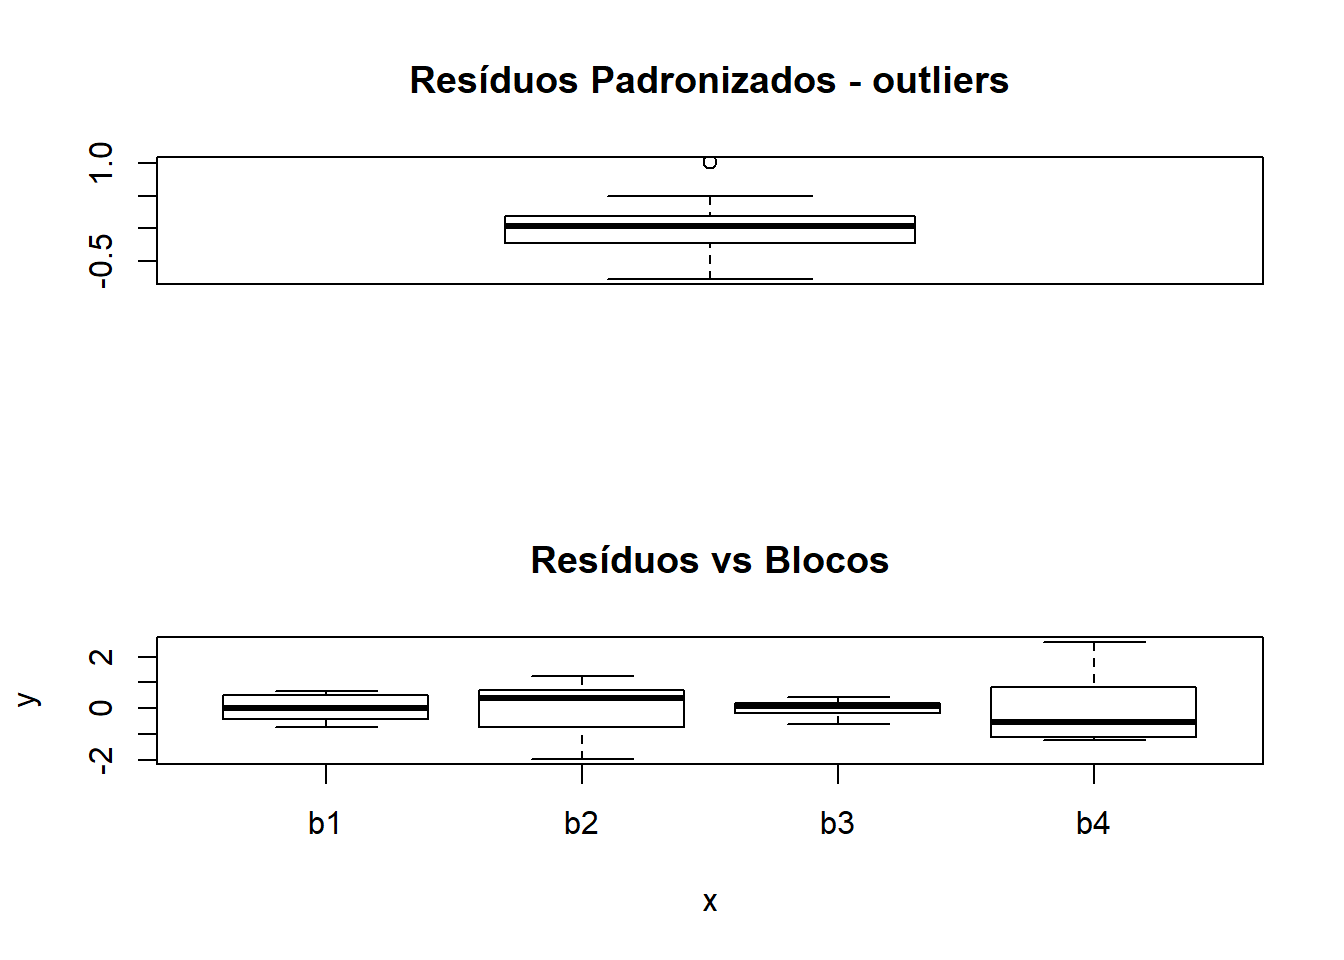 Resíduos Padronizados - outliers
1.0
-0.5
Resíduos vs Blocos
2
0
-2
y
b1 b2 b3 b4
x